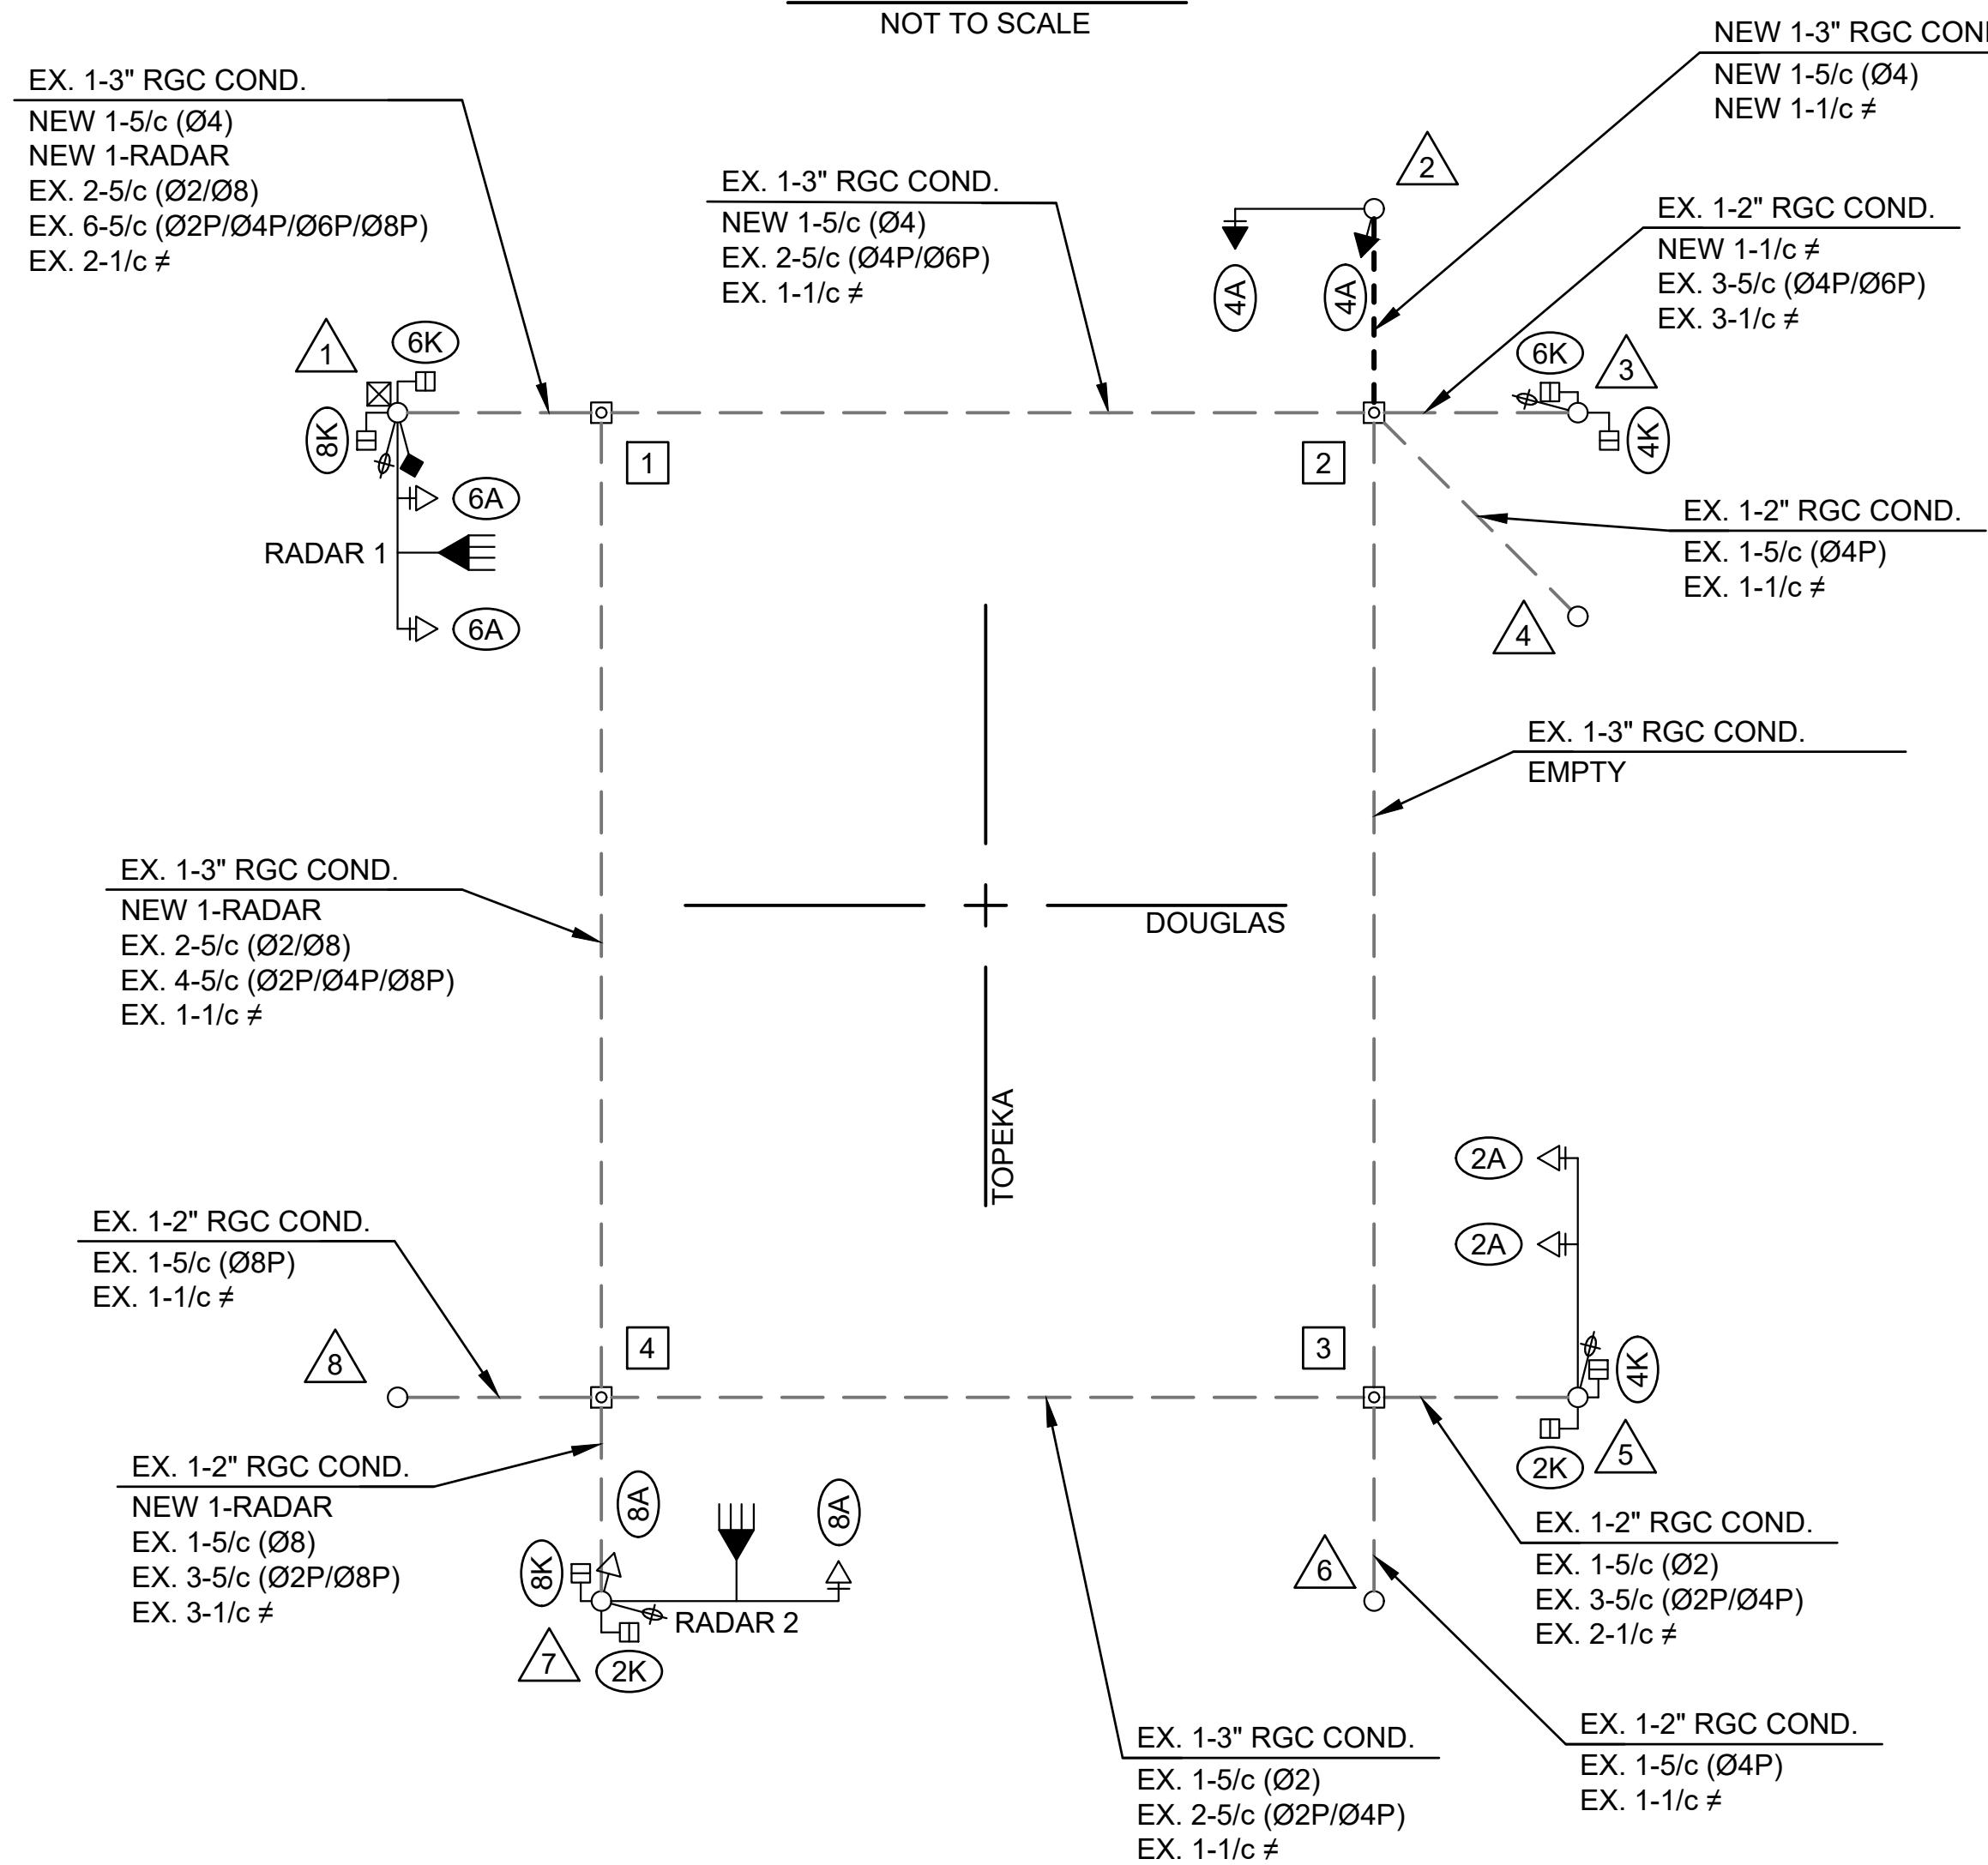 NOT TO SCALE
NEW 1-3" RGC
NEW 1-5/c (Ø4)
NEW 1-1/c ≠
EX. 1-3" RGC COND.
NEW 1-5/c (Ø4)
NEW 1-RADAR
EX. 2-5/c (Ø2/Ø8)
EX. 6-5/c (Ø2P/Ø4P/Ø6P/Ø8P)
EX. 2-1/c ≠
EX. 1-3" RGC COND.
NEW 1-5/c (Ø4)
EX. 2-5/c (Ø4P/Ø6P)
EX. 1-1/c ≠
2
4A
4A
EX. 1-2" RGC COND.
NEW 1-1/c ≠
EX. 3-5/c (Ø4P/Ø6P)
EX. 3-1/c ≠
1
6K
8K
6A
RADAR 1
6A
1
2
6K
3
4K
EX. 1-2" RGC COND.
EX. 1-5/c (Ø4P)
EX. 1-1/c ≠
4
EX. 1-3" RGC COND.
EMPTY
EX. 1-3" RGC COND.
NEW 1-RADAR
EX. 2-5/c (Ø2/Ø8)
EX. 4-5/c (Ø2P/Ø4P/Ø8P)
EX. 1-1/c ≠
DOUGLAS
TOPEKA
2A
2A
EX. 1-2" RGC COND.
EX. 1-5/c (Ø8P)
EX. 1-1/c ≠
8
4
3
4K
2K
5
EX. 1-2" RGC COND.
NEW 1-RADAR
EX. 1-5/c (Ø8)
EX. 3-5/c (Ø2P/Ø8P)
EX. 3-1/c ≠
8A
8A
8K
RADAR 2
7
2K
6
EX. 1-2" RGC COND.
EX. 1-5/c (Ø2)
EX. 3-5/c (Ø2P/Ø4P)
EX. 2-1/c ≠
EX. 1-3" RGC COND.
EX. 1-5/c (Ø2)
EX. 2-5/c (Ø2P/Ø4P)
EX. 1-1/c ≠
EX. 1-2" RGC COND.
EX. 1-5/c (Ø4P)
EX. 1-1/c ≠